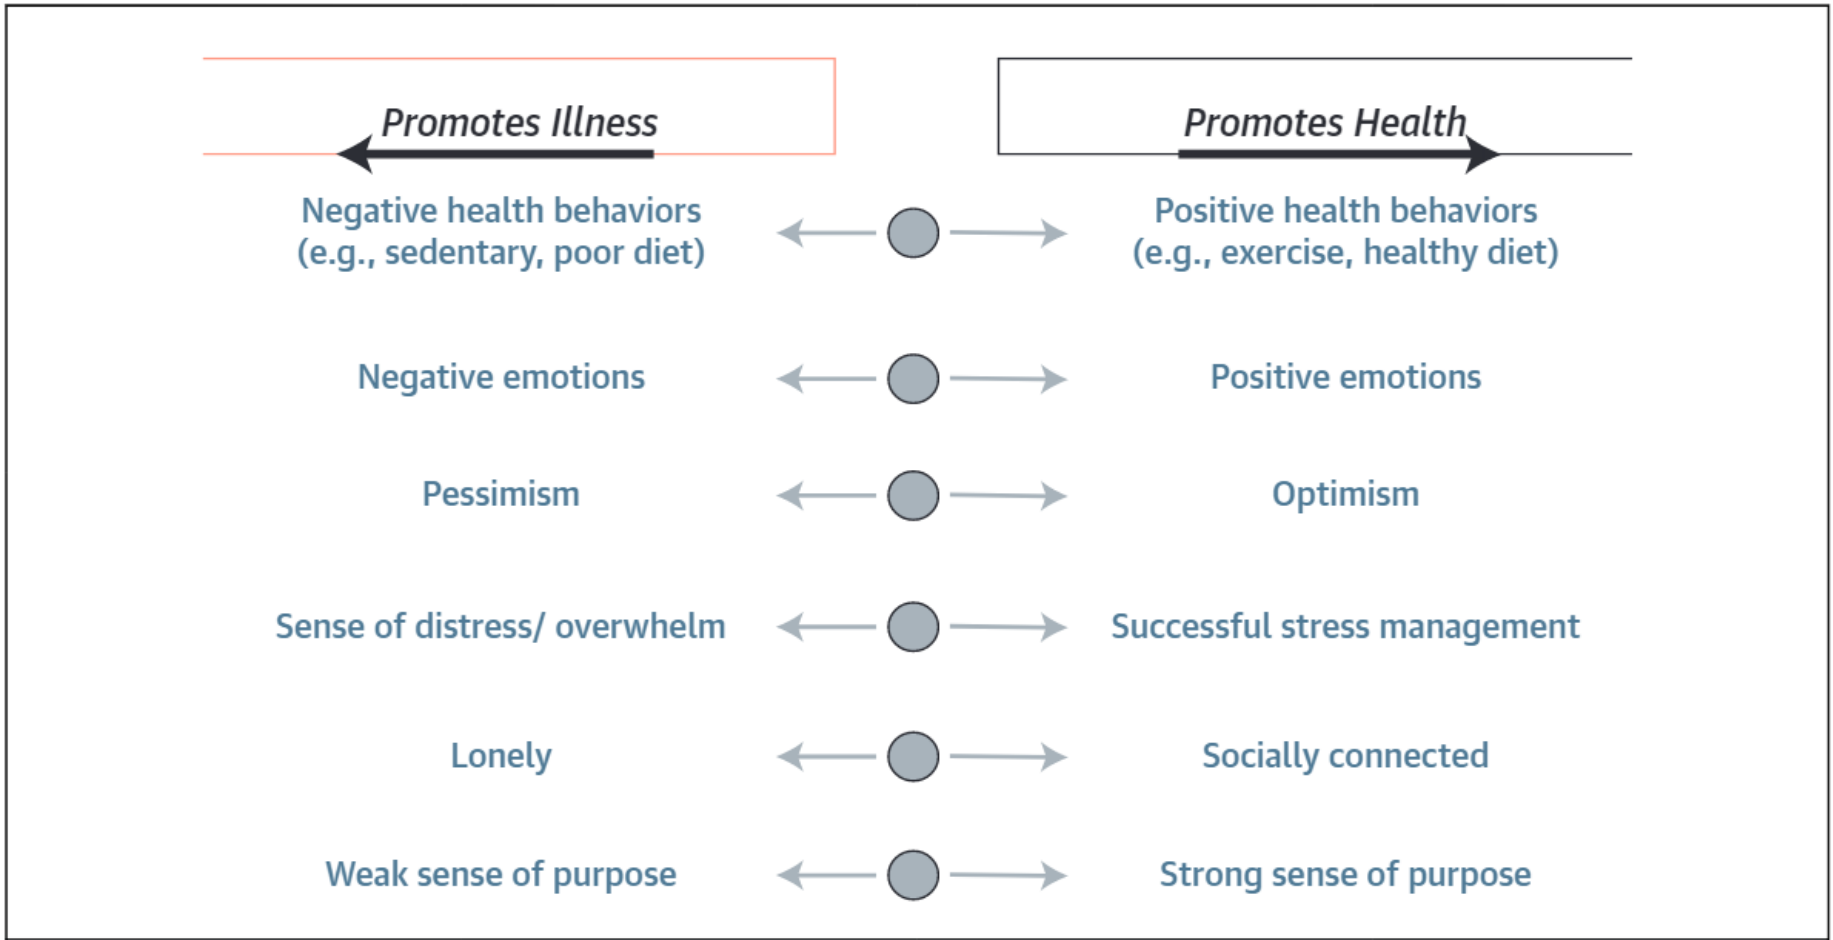 Promotes Illness
Promotes Health
Negative health behaviors
(e.g., sedentary, poor diet)
Positive health behaviors
(e.g., exercise, healthy diet)
Negative emotions
Positive emotions
Pessimism
Optimism
Sense of distress/ overwhelm
Successful stress management
Lonely
Socially connected
Weak sense of purpose
Strong sense of purpose